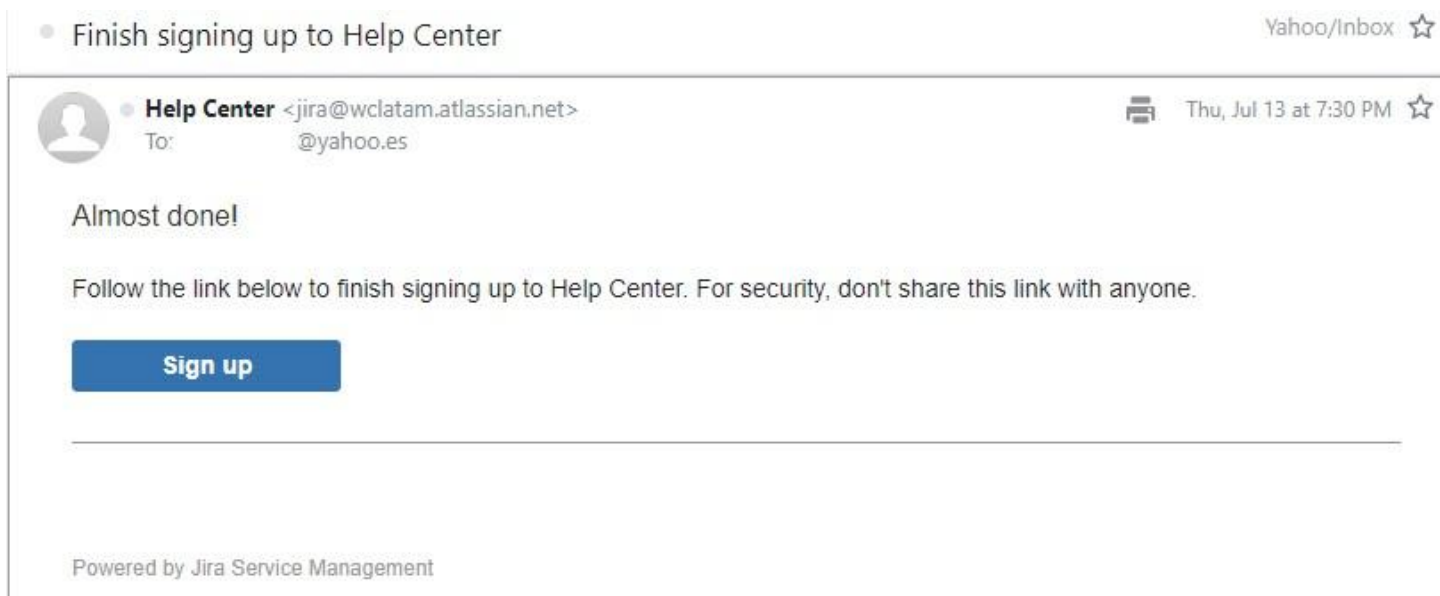 Finish signing up to Help Center
Yahoo/Inbox
Help Center <jira@wclatam.atlassian.net>
Thu, Jul 13 at 7:30 PM
To: @yahoo.es
Almost done!
Follow the link below to finish signing up to Help Center. For security, don't share this link with anyone.
Sign up
Powered by Jira Service Management